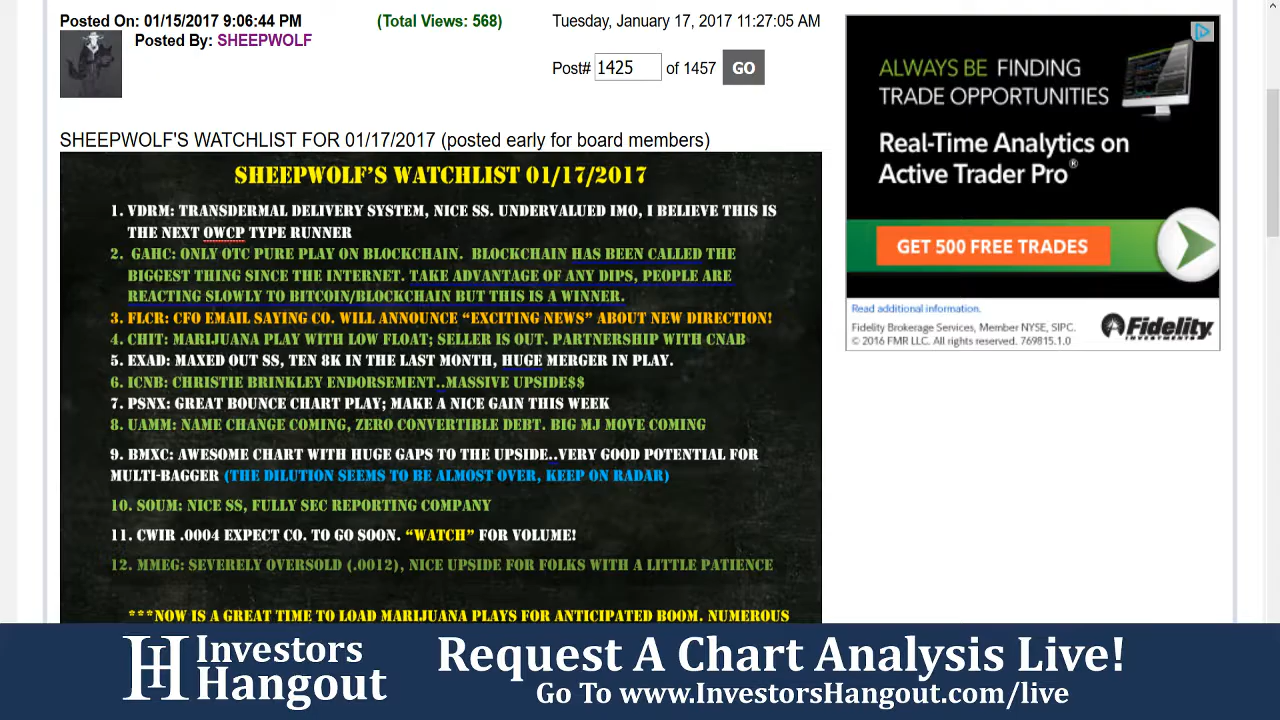 Posted On: 01/15/2017 9:06:44 PM
(Total Views: 568)
Tuesday, January 17, 2017 11:27:05 AM
Posted By: SHEEPWOLF
Post# 1425 of 1457 GO
SHEEPWOLF'S WATCHLIST FOR 01/17/2017 (posted early for board members)
SHEEPWOLF'S WATCHLIST 01/17/2017
1. VDRM: TRANSDERMAL DELIVERY SYSTEM, NICE SS. UNDERVALUED IMO, I BELIEVE THIS IS
THE NEXT OWCP TYPE RUNNER
2. GAHC: ONLY OTC PURE PLAY ON BLOCKCHAIN. BLOCKCHAIN HAS BEEN CALLED THE
BIGGEST THING SINCE THE INTERNET. TAKE ADVANTAGE OF ANY DIPS, PEOPLE ARE
REACTING SLOWLY TO BITCOIN/BLOCKCHAIN BUT THIS IS A WINNER.
3. FLCR: CFO EMAIL SAYING CO. WILL ANNOUNCE “EXCITING NEWS” ABOUT NEW DIRECTION!
4. CHIT: MARIJUANA PLAY WITH LOW FLOAT; SELLER IS OUT. PARTNERSHIP WITH CNAB
5. EXAD: MAXED OUT SS, TEN 8K IN THE LAST MONTH, HUGE MERGER IN PLAY.
6. ICNB: CHRISTIE BRINKLEY ENDORSEMENT..MASSIVE UPSIDE$$
7. PSNX: GREAT BOUNCE CHART PLAY; MAKE A NICE GAIN THIS WEEK
8. UAMM: NAME CHANGE COMING, ZERO CONVERTIBLE DEBT. BIG MJ MOVE COMING
9. BMXC: AWESOME CHART WITH HUGE GAPS TO THE UPSIDE..VERY GOOD POTENTIAL FOR
MULTI-BAGGER (THE DILUTION SEEMS TO BE ALMOST OVER, KEEP ON RADAR)
10. SOUM: NICE SS, FULLY SEC REPORTING COMPANY
11. CWIR .0004 EXPECT CO. TO GO SOON. “WATCH” FOR VOLUME!
12. MMEG: SEVERELY OVERSOLD (.0012), NICE UPSIDE FOR FOLKS WITH A LITTLE PATIENCE
***NOW IS A GREAT TIME TO LOAD MARIJUANA PLAYS FOR ANTICIPATED BOOM. NUMEROUS
ALWAYS BE FINDING
TRADE OPPORTUNITIES
Real-Time Analytics on
Active Trader Pro®
GET 500 FREE TRADES
Read additional information.
Fidelity Brokerage Services, Member NYSE, SIPC.
© 2016 FMR LLC. All rights reserved. 769815.1.0
Fidelity
INVESTMENTS
IH Investors
Hangout
Request A Chart Analysis Live!
Go To www.InvestorsHangout.com/live